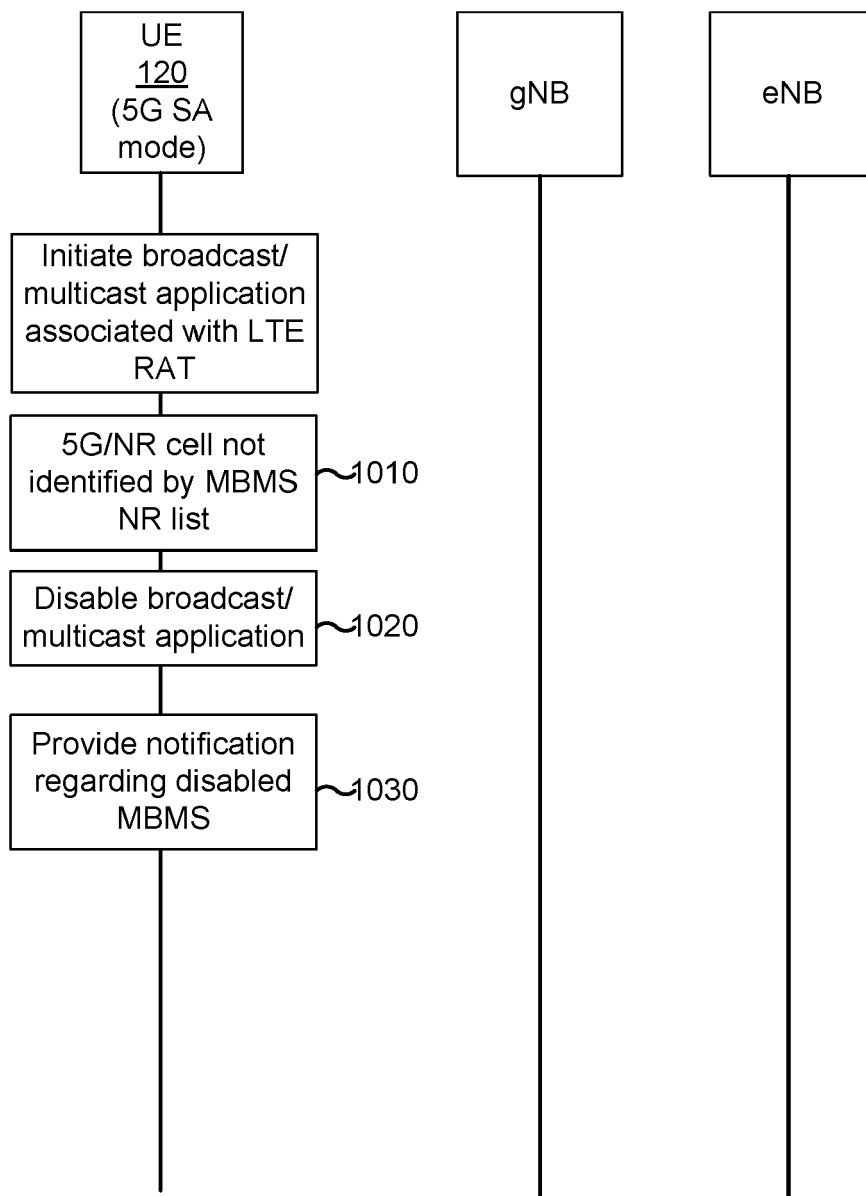 UE
120
(5G SA
mode)
gNB
eNB
Initiate broadcast/
multicast application
associated with LTE
RAT
5G/NR cell not
identified by MBMS
NR list
1010
Disable broadcast/
multicast application
1020
Provide notification
regarding disabled
MBMS
1030